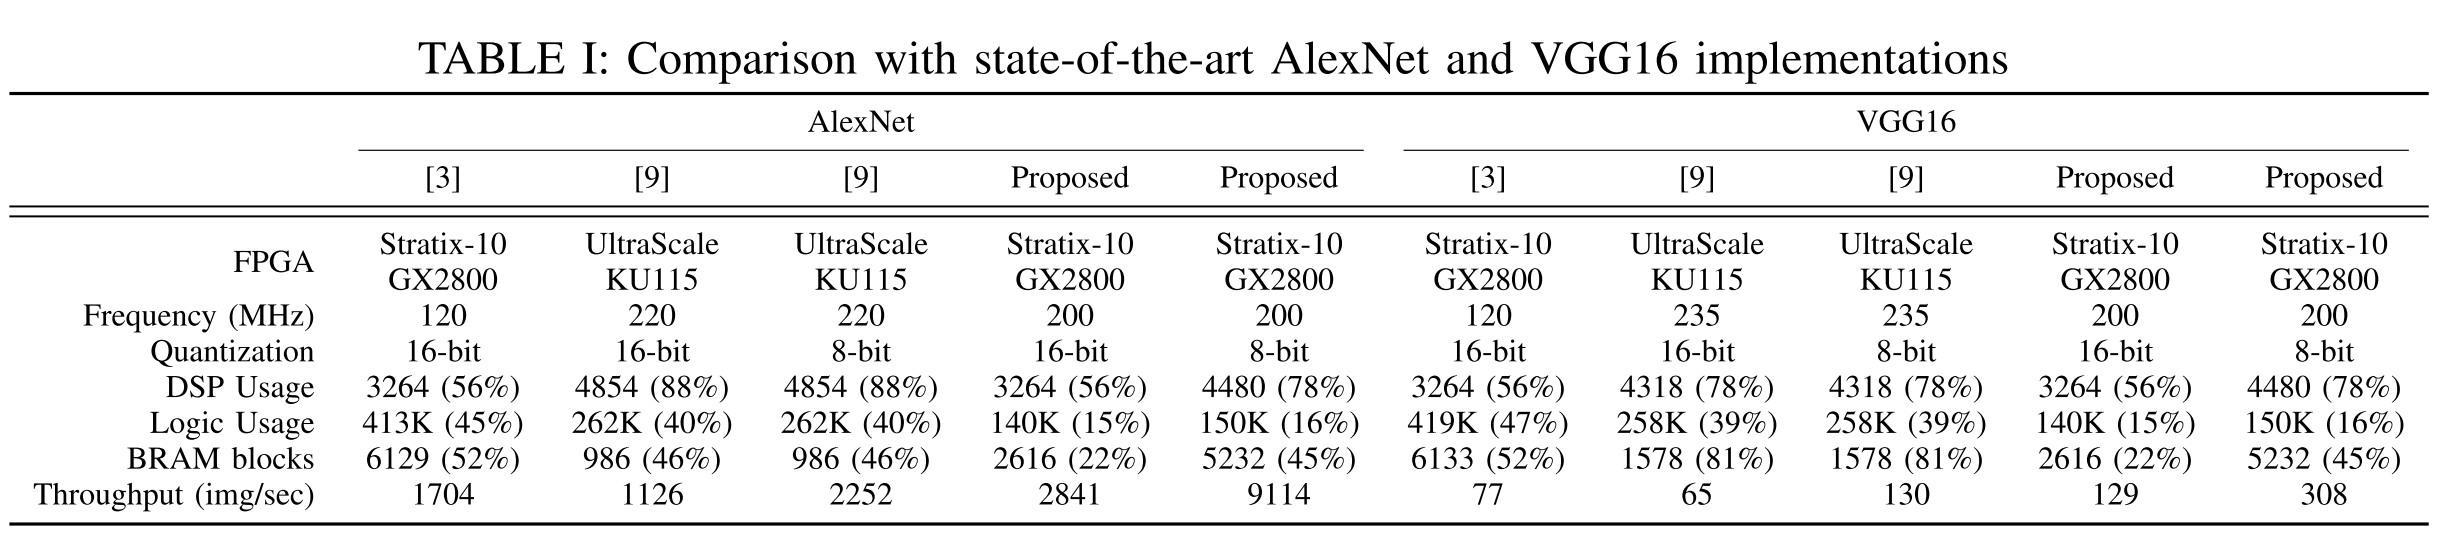 TABLE I: Comparison with state-of-the-art AlexNet and VGG16 implementations
AlexNet VGG16
[3] [9] [9] Proposed Proposed [3] [9] [9] Proposed Proposed
FPGA Stratix-10 GX2800 UltraScale KU115 UltraScale KU115 Stratix-10 GX2800 Stratix-10 GX2800 Stratix-10 GX2800 UltraScale KU115 UltraScale KU115 Stratix-10 GX2800 Stratix-10 GX2800
Frequency (MHz) 120 220 220 200 200 120 235 235 200 200
Quantization 16-bit 16-bit 8-bit 16-bit 8-bit 16-bit 16-bit 8-bit 16-bit 8-bit
DSP Usage 3264 (56%) 4854 (88%) 4854 (88%) 3264 (56%) 4480 (78%) 3264 (56%) 4318 (78%) 4318 (78%) 3264 (56%) 4480 (78%)
Logic Usage 413K (45%) 262K (40%) 262K (40%) 140K (15%) 150K (16%) 419K (47%) 258K (39%) 258K (39%) 140K (15%) 150K (16%)
BRAM blocks 6129 (52%) 986 (46%) 986 (46%) 2616 (22%) 5232 (45%) 6133 (52%) 1578 (81%) 1578 (81%) 2616 (22%) 5232 (45%)
Throughput (img/sec) 1704 1126 2252 2841 9114 77 65 130 129 308